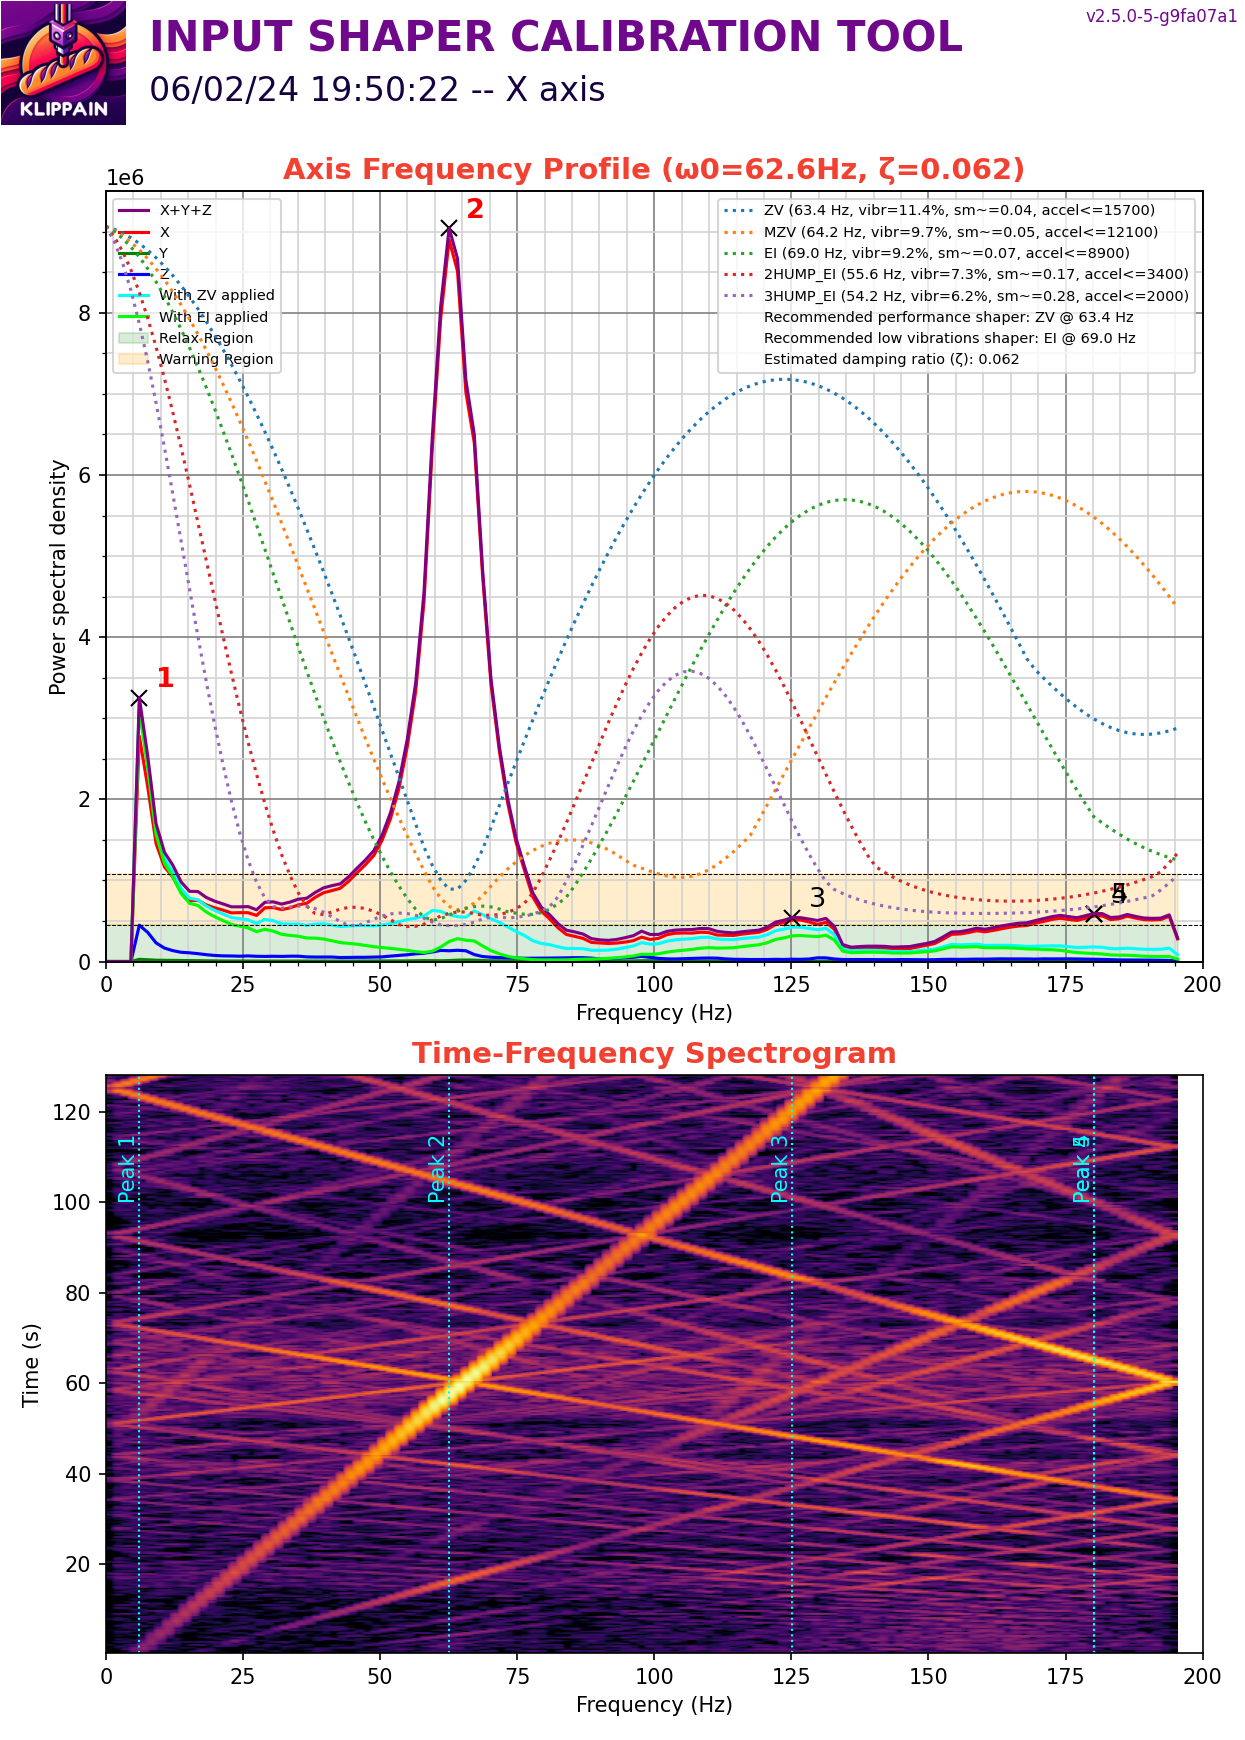 KLIPPAIN
INPUT SHAPER CALIBRATION TOOL
v2.5.0-5-g9fa07a1
06/02/24 19:50:22 -- X axis
Axis Frequency Profile (ω0=62.6Hz, ζ=0.062)
1e6
X+Y+Z
X
Y
Z
With ZV applied
With EI applied
Relax Region
Warning Region
ZV (63.4 Hz, vibr=11.4%, sm~=0.04, accel<=15700)
MZV (64.2 Hz, vibr=9.7%, sm~=0.05, accel<=12100)
EI (69.0 Hz, vibr=9.2%, sm~=0.07, accel<=8900)
2HUMP_EI (55.6 Hz, vibr=7.3%, sm~=0.17, accel<=3400)
3HUMP_EI (54.2 Hz, vibr=6.2%, sm~=0.28, accel<=2000)
Recommended performance shaper: ZV @ 63.4 Hz
Recommended low vibrations shaper: EI @ 69.0 Hz
Estimated damping ratio (ζ): 0.062
Power spectral density
8
6
4
2
0
1
2
3
0 25 50 75 100 125 150 175 200
Frequency (Hz)
Time-Frequency Spectrogram
Time (s)
120
100
80
60
40
20
Peak 1
Peak 2
Peak 3
Peak
0 25 50 75 100 125 150 175 200
Frequency (Hz)